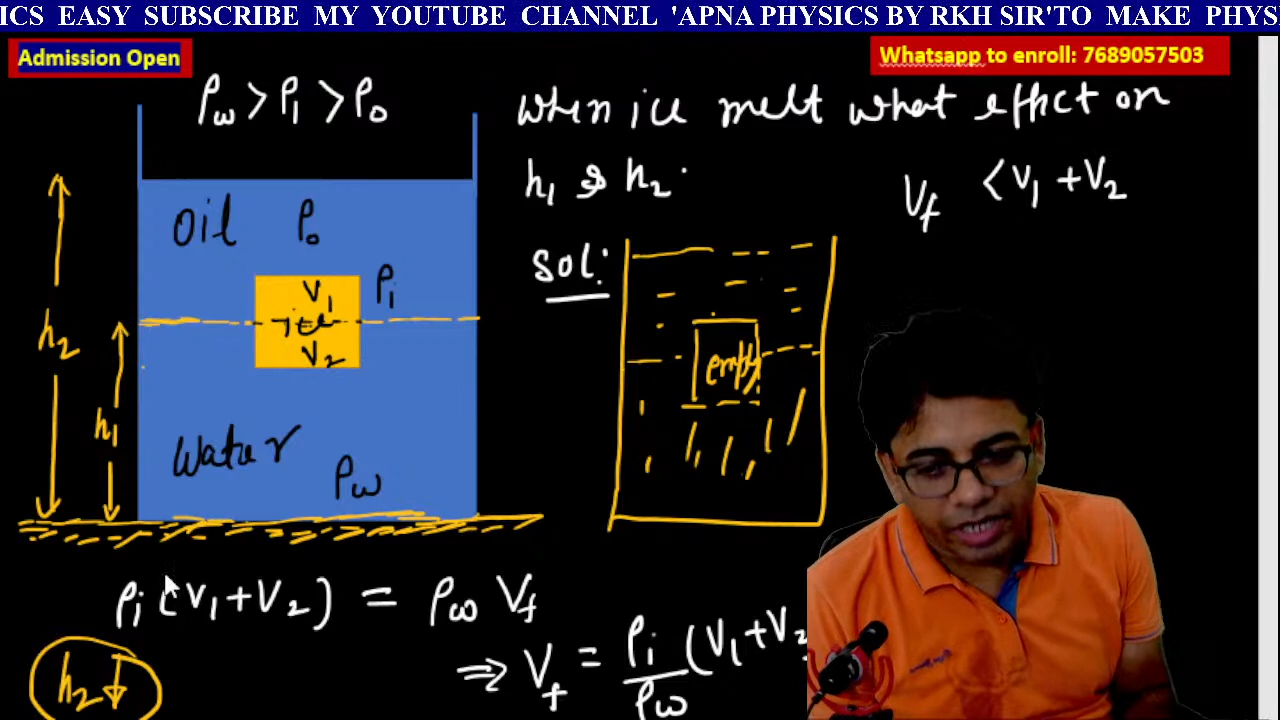 ICS EASY SUBSCRIBE MY YOUTUBE CHANNEL 'APNA PHYSICS BY RKH SIR'TO MAKE PHYS
Admission Open
Whatsapp to enroll: 7689057503
ρw > ρi > ρo
when ice melt what effect on
h1 & h2.
Vf < V1 + V2
oil ρo
V1
ρi
ice
V2
h2
h1
water
ρw
Sol:
empty
ρi (V1 + V2) = ρw Vf
⇒ Vf = ρi/ρw (V1 + V2
h2 ↓